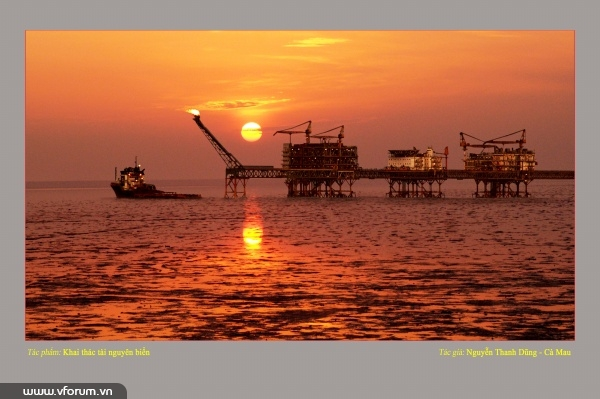 Tác phẩm: Khai thác tài nguyên biển
Tác giả: Nguyễn Thanh Dũng - Cà Mau
www.vforum.vn